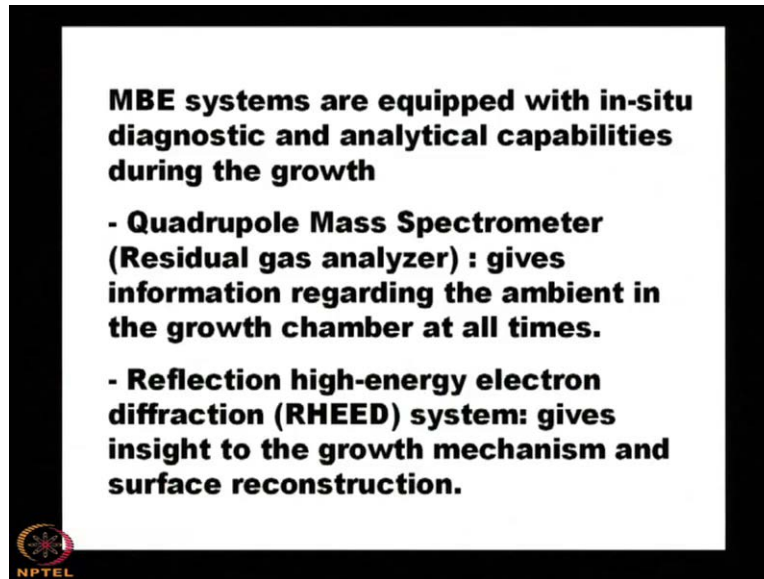 MBE systems are equipped with in-situ
diagnostic and analytical capabilities
during the growth
- Quadrupole Mass Spectrometer
(Residual gas analyzer) : gives
information regarding the ambient in
the growth chamber at all times.
- Reflection high-energy electron
diffraction (RHEED) system: gives
insight to the growth mechanism and
surface reconstruction.
NPTEL